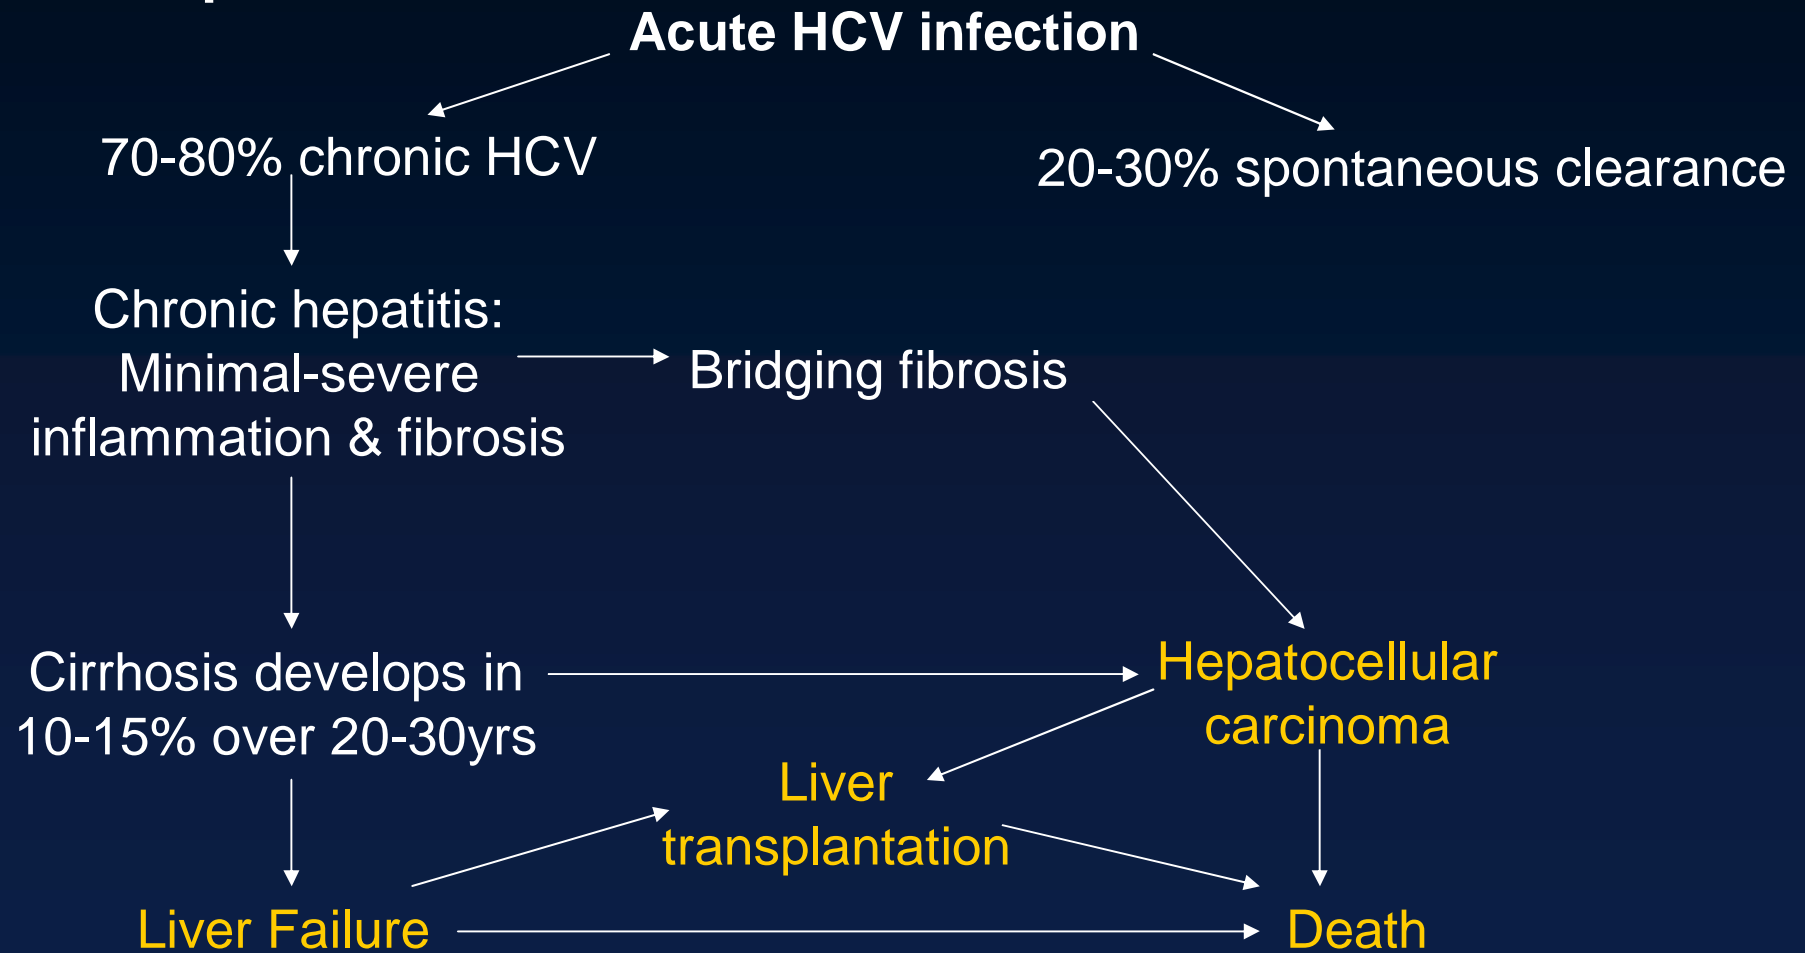 Acute HCV infection
70-80% chronic HCV
20-30% spontaneous clearance
Chronic hepatitis:
Minimal-severe
inflammation & fibrosis
Bridging fibrosis
Cirrhosis develops in
10-15% over 20-30yrs
Hepatocellular
carcinoma
Liver
transplantation
Liver Failure
Death